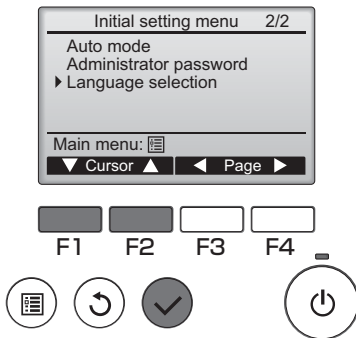 Initial setting menu 2/2
Auto mode
Administrator password
Language selection
Main menu:
Cursor Page
F1 F2 F3 F4